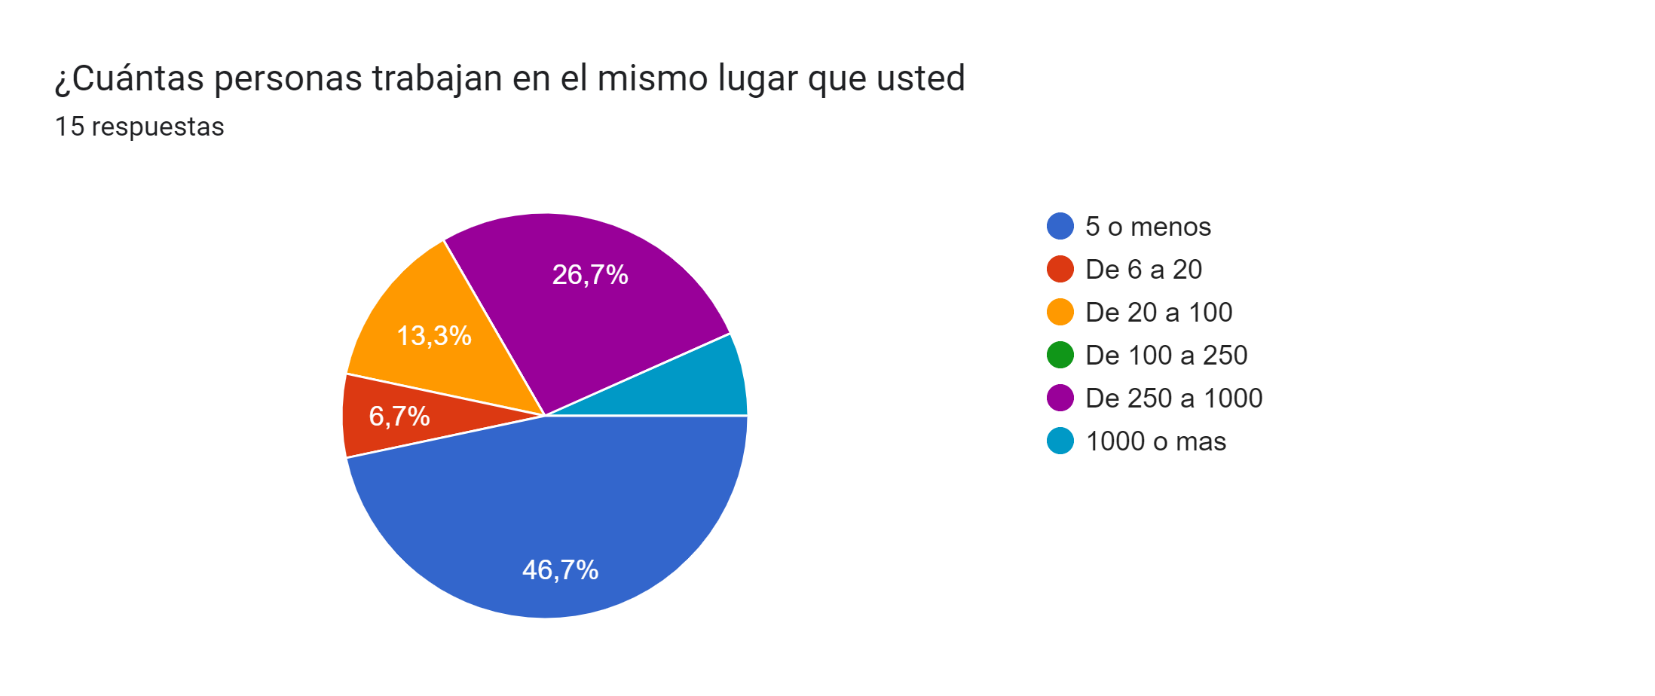 ¿Cuántas personas trabajan en el mismo lugar que usted
15 respuestas
26,7%
13,3%
6,7%
46,7%
5 o menos
De 6 a 20
De 20 a 100
De 100 a 250
De 250 a 1000
1000 o mas